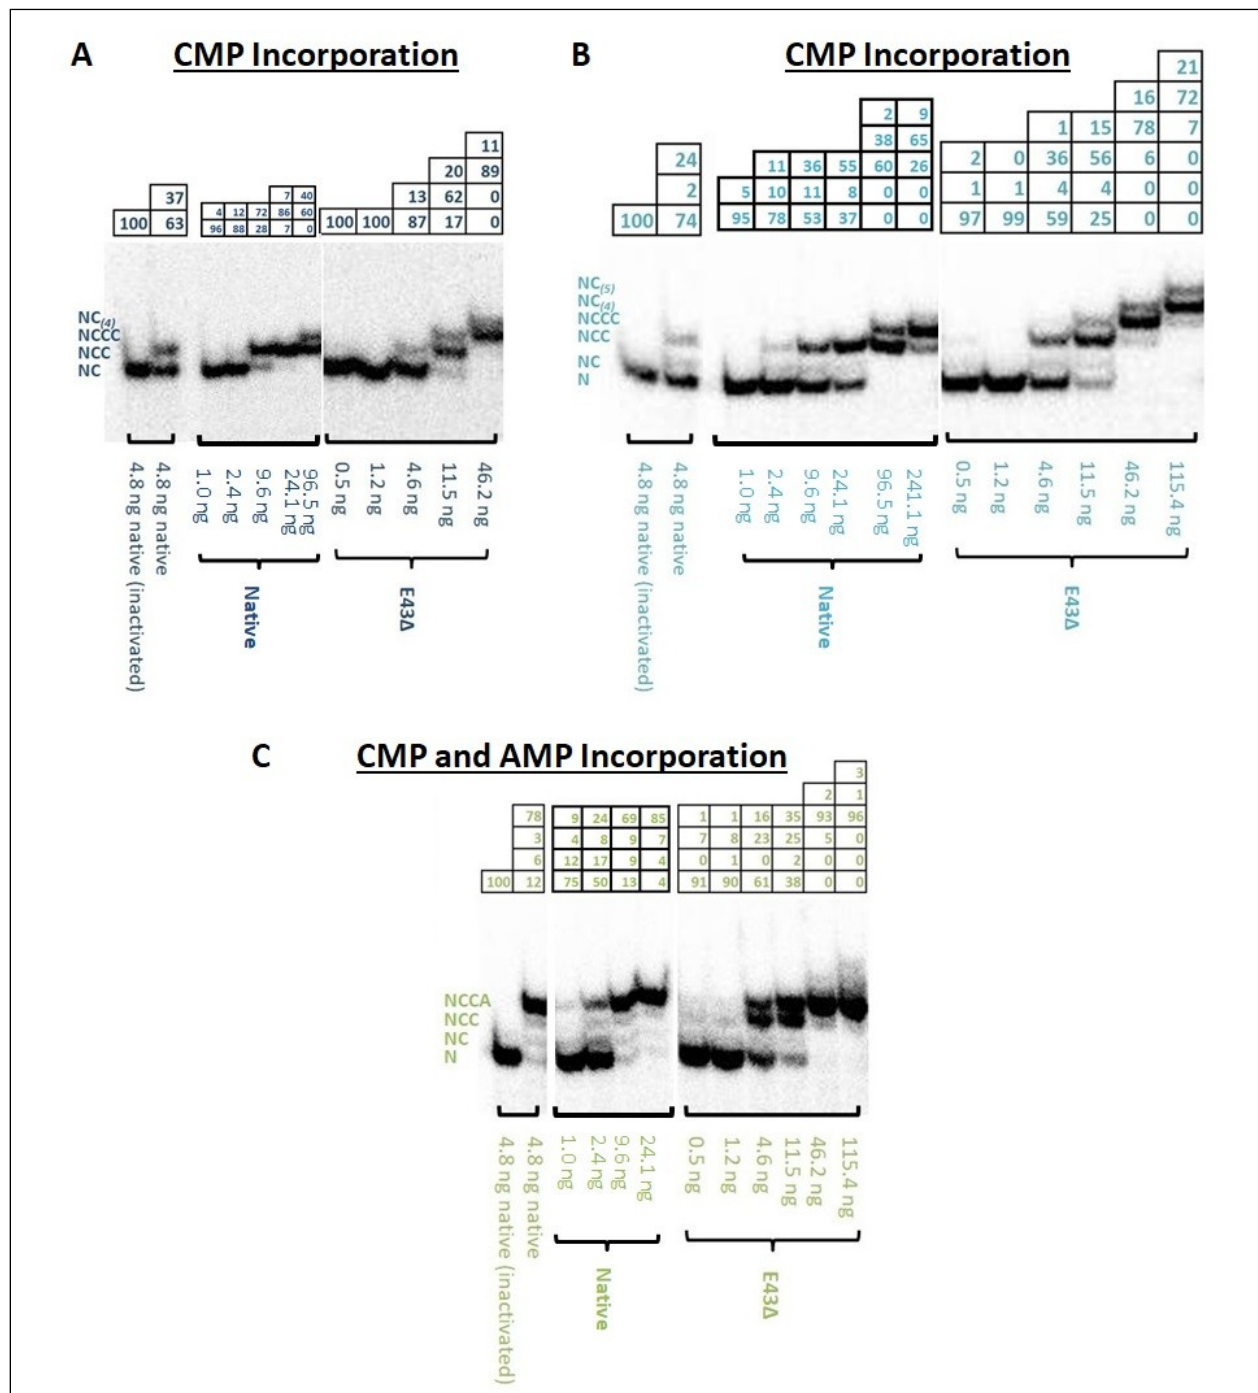 A
CMP Incorporation
11
20 89
37 13 62 0
7 40
4 12 72 86 60
100 63
96 88 28 7 0
100 100 87 17 0
NC(4)
NCCC
NCC
NC
4.8 ng native (inactivated)
4.8 ng native
1.0 ng
2.4 ng
9.6 ng
24.1 ng
96.5 ng
0.5 ng
1.2 ng
4.6 ng
11.5 ng
46.2 ng
Native
E43Δ
B
CMP Incorporation
21
16 72
2 9
1 15 78 7
38 65
24
11 36 55 60 26
2 0 36 56 6 0
2
5 10 11 8 0 0
1 1 4 4 0 0
100 74
95 78 53 37 0 0
97 99 59 25 0 0
NC(5)
NC(4)
NCCC
NCC
NC
N
4.8 ng native (inactivated)
4.8 ng native
1.0 ng
2.4 ng
9.6 ng
24.1 ng
96.5 ng
241.1 ng
0.5 ng
1.2 ng
4.6 ng
11.5 ng
46.2 ng
115.4 ng
Native
E43Δ
C
CMP and AMP Incorporation
3
2 1
78
9 24 69 85
1 1 16 35 93 96
3
4 8 9 7
7 8 23 25 5 0
6
12 17 9 4
0 1 0 2 0 0
100 12
75 50 13 4
91 90 61 38 0 0
NCCA
NCC
NC
N
4.8 ng native (inactivated)
4.8 ng native
1.0 ng
2.4 ng
9.6 ng
24.1 ng
0.5 ng
1.2 ng
4.6 ng
11.5 ng
46.2 ng
115.4 ng
Native
E43Δ